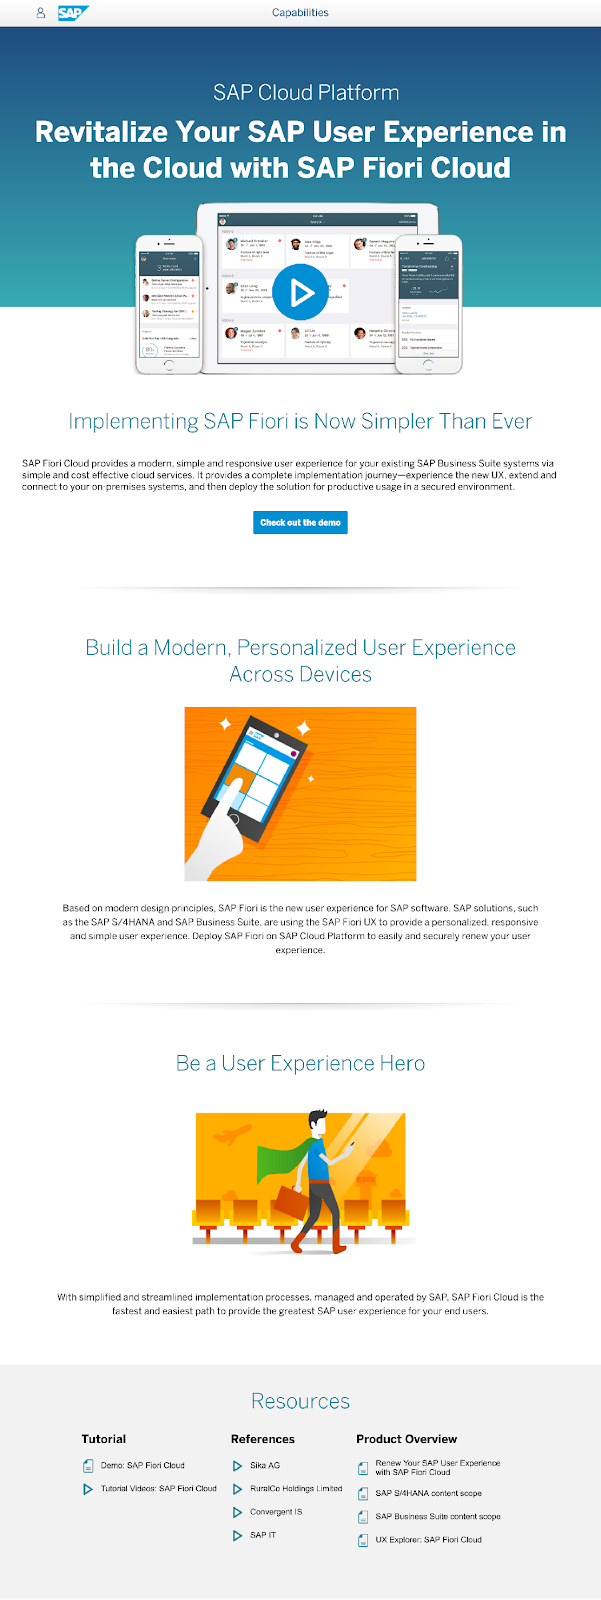 SAP
Capabilities
SAP Cloud Platform
Revitalize Your SAP User Experience in
the Cloud with SAP Fiori Cloud
Implementing SAP Fiori is Now Simpler Than Ever
SAP Fiori Cloud provides a modern, simple and responsive user experience for your existing SAP Business Suite systems via
simple and cost effective cloud services. It provides a complete implementation journey—experience the new UX, extend and
connect to your on-premises systems, and then deploy the solution for productive usage in a secured environment.
Check out the demo
Build a Modern, Personalized User Experience
Across Devices
Based on modern design principles, SAP Fiori is the new user experience for SAP software. SAP solutions, such
as the SAP S/4HANA and SAP Business Suite, are using the SAP Fiori UX to provide a personalized, responsive
and simple user experience. Deploy SAP Fiori on SAP Cloud Platform to easily and securely renew your user
experience.
Be a User Experience Hero
With simplified and streamlined implementation processes, managed and operated by SAP, SAP Fiori Cloud is the
fastest and easiest path to provide the greatest SAP user experience for your end users.
Resources
Tutorial
Demo: SAP Fiori Cloud
Tutorial Videos: SAP Fiori Cloud
References
Sika AG
RuralCo Holdings Limited
Convergent IS
SAP IT
Product Overview
Renew Your SAP User Experience
with SAP Fiori Cloud
SAP S/4HANA content scope
SAP Business Suite content scope
UX Explorer: SAP Fiori Cloud